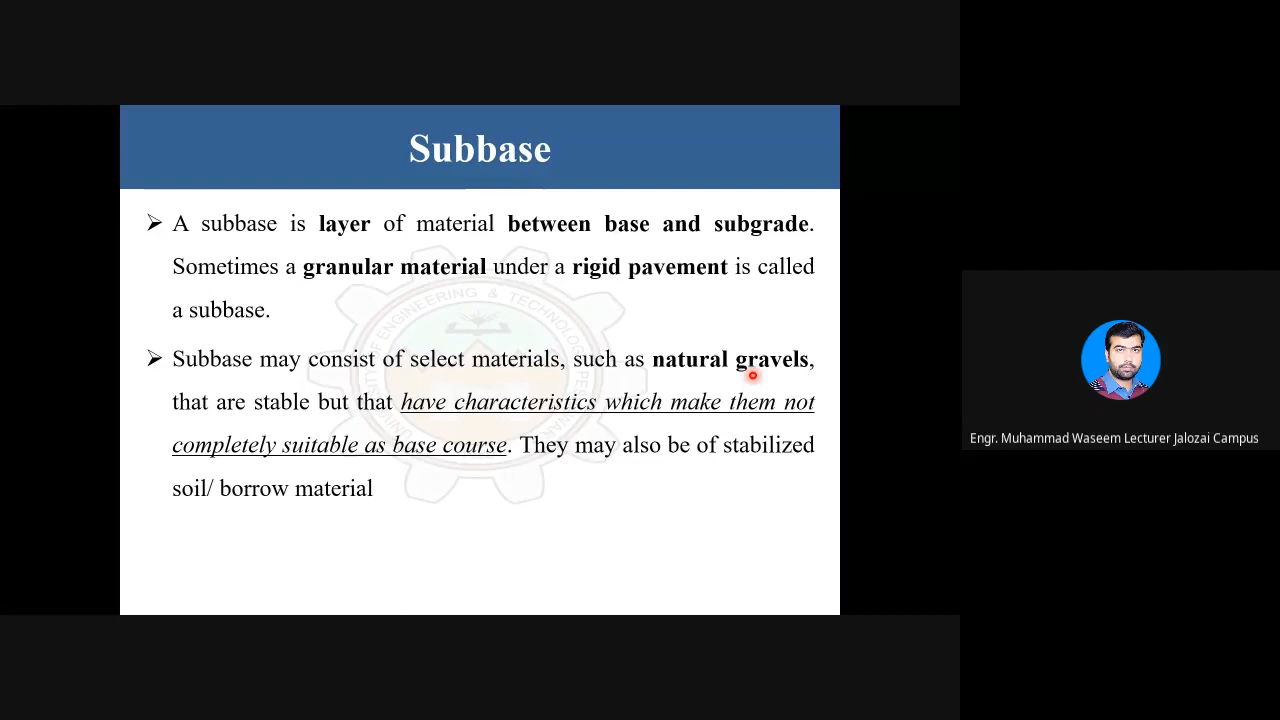 Subbase
➢ A subbase is layer of material between base and subgrade.
Sometimes a granular material under a rigid pavement is called
a subbase.
➢ Subbase may consist of select materials, such as natural gravels,
that are stable but that have characteristics which make them not
completely suitable as base course. They may also be of stabilized
soil/ borrow material
OF ENGINEERING & TECHNOLOGY
Engr. Muhammad Waseem Lecturer Jalozai Campus